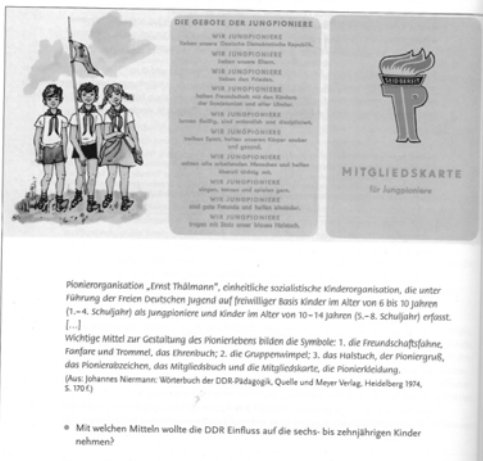 DIE GEBOTE DER JUNGPIONIERE
WIR JUNGPIONIERE
lieben unsere Deutsche Demokratische Republik.
WIR JUNGPIONIERE
lieben unsere Eltern.
WIR JUNGPIONIERE
lieben den Frieden.
WIR JUNGPIONIERE
halten Freundschaft mit den Kindern
der Sowjetunion und aller Länder.
WIR JUNGPIONIERE
lernen fleißig, sind ordentlich und diszipliniert.
WIR JUNGPIONIERE
treiben Sport, halten unseren Körper sauber
und gesund.
WIR JUNGPIONIERE
achten alle arbeitenden Menschen und helfen
überall tüchtig mit.
WIR JUNGPIONIERE
singen, tanzen und spielen gern.
WIR JUNGPIONIERE
sind gute Freunde und helfen einander.
WIR JUNGPIONIERE
tragen mit Stolz unser blaues Halstuch.
SEID BEREIT
JP
MITGLIEDSKARTE
für Jungpioniere
Pionierorganisation „Ernst Thälmann", einheitliche sozialistische Kinderorganisation, die unter
Führung der Freien Deutschen Jugend auf freiwilliger Basis Kinder im Alter von 6 bis 10 Jahren
(1.–4. Schuljahr) als Jungpioniere und Kinder im Alter von 10–14 Jahren (5.–8. Schuljahr) erfasst.
[...]
Wichtige Mittel zur Gestaltung des Pionierlebens bilden die Symbole: 1. die Freundschaftsfahne,
Fanfare und Trommel, das Ehrenbuch; 2. die Gruppenwimpel; 3. das Halstuch, der Pioniergruß,
das Pionierabzeichen, das Mitgliedsbuch und die Mitgliedskarte, die Pionierkleidung.
(Aus: Johannes Niermann: Wörterbuch der DDR-Pädagogik, Quelle und Meyer Verlag, Heidelberg 1974,
S. 170 f.)
• Mit welchen Mitteln wollte die DDR Einfluss auf die sechs- bis zehnjährigen Kinder
nehmen?